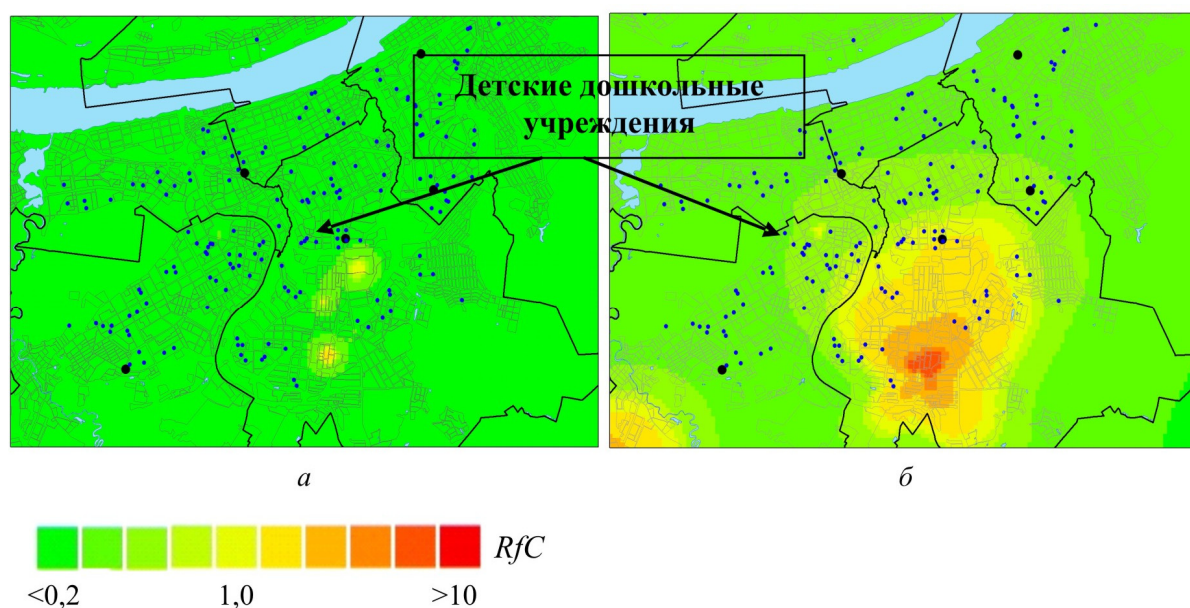 Детские дошкольные
учреждения
а
б
RfC
<0,2
1,0
>10